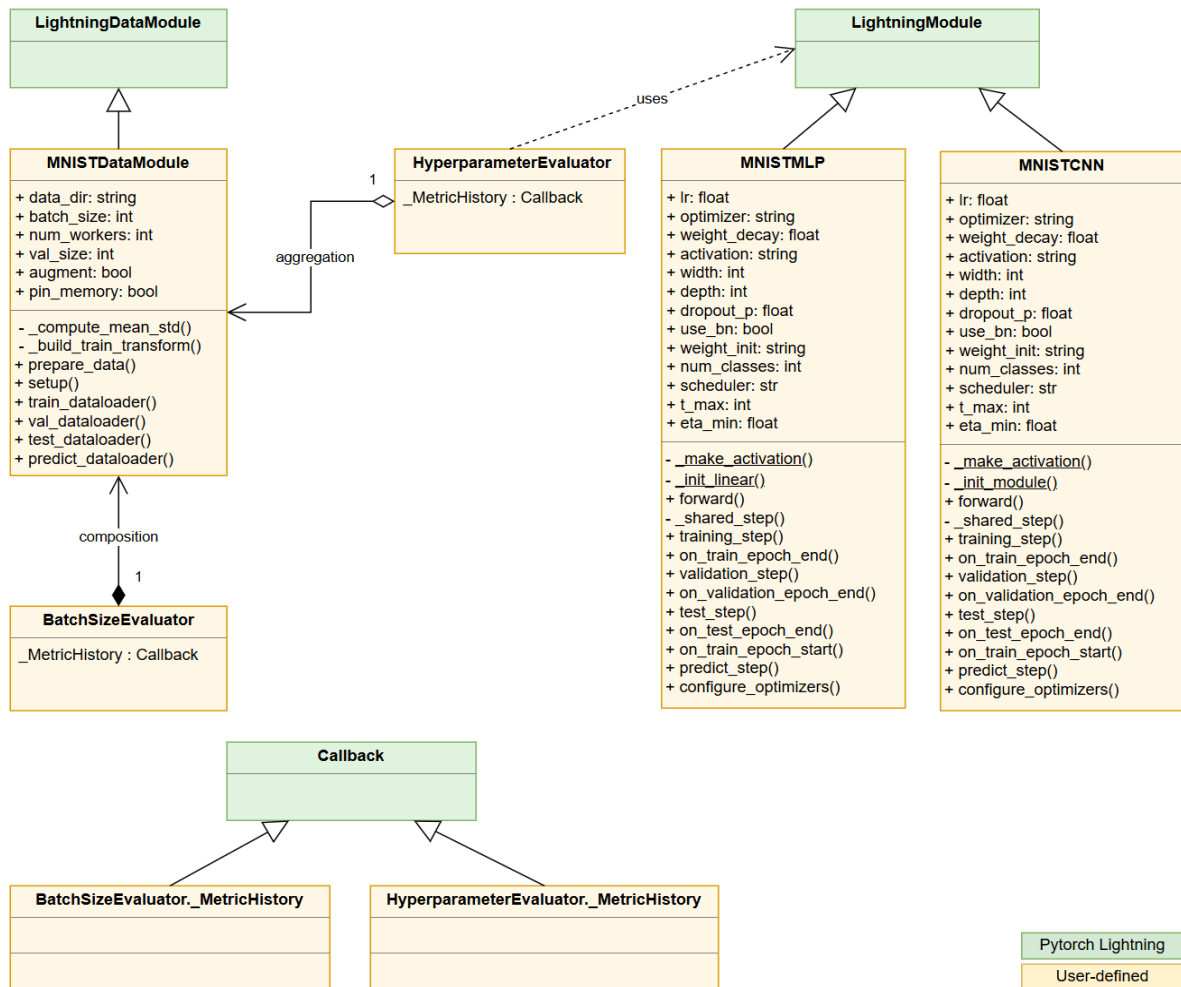 LightningDataModule
LightningModule
uses
MNISTDataModule
+ data_dir: string
+ batch_size: int
+ num_workers: int
+ val_size: int
+ augment: bool
+ pin_memory: bool
- _compute_mean_std()
- _build_train_transform()
+ prepare_data()
+ setup()
+ train_dataloader()
+ val_dataloader()
+ test_dataloader()
+ predict_dataloader()
1
aggregation
HyperparameterEvaluator
_MetricHistory : Callback
MNISTMLP
+ lr: float
+ optimizer: string
+ weight_decay: float
+ activation: string
+ width: int
+ depth: int
+ dropout_p: float
+ use_bn: bool
+ weight_init: string
+ num_classes: int
+ scheduler: str
+ t_max: int
+ eta_min: float
- _make_activation()
- _init_linear()
+ forward()
- _shared_step()
+ training_step()
+ on_train_epoch_end()
+ validation_step()
+ on_validation_epoch_end()
+ test_step()
+ on_test_epoch_end()
+ on_train_epoch_start()
+ predict_step()
+ configure_optimizers()
MNISTCNN
+ lr: float
+ optimizer: string
+ weight_decay: float
+ activation: string
+ width: int
+ depth: int
+ dropout_p: float
+ use_bn: bool
+ weight_init: string
+ num_classes: int
+ scheduler: str
+ t_max: int
+ eta_min: float
- _make_activation()
- _init_module()
+ forward()
- _shared_step()
+ training_step()
+ on_train_epoch_end()
+ validation_step()
+ on_validation_epoch_end()
+ test_step()
+ on_test_epoch_end()
+ on_train_epoch_start()
+ predict_step()
+ configure_optimizers()
composition
1
BatchSizeEvaluator
_MetricHistory : Callback
Callback
BatchSizeEvaluator._MetricHistory
HyperparameterEvaluator._MetricHistory
Pytorch Lightning
User-defined